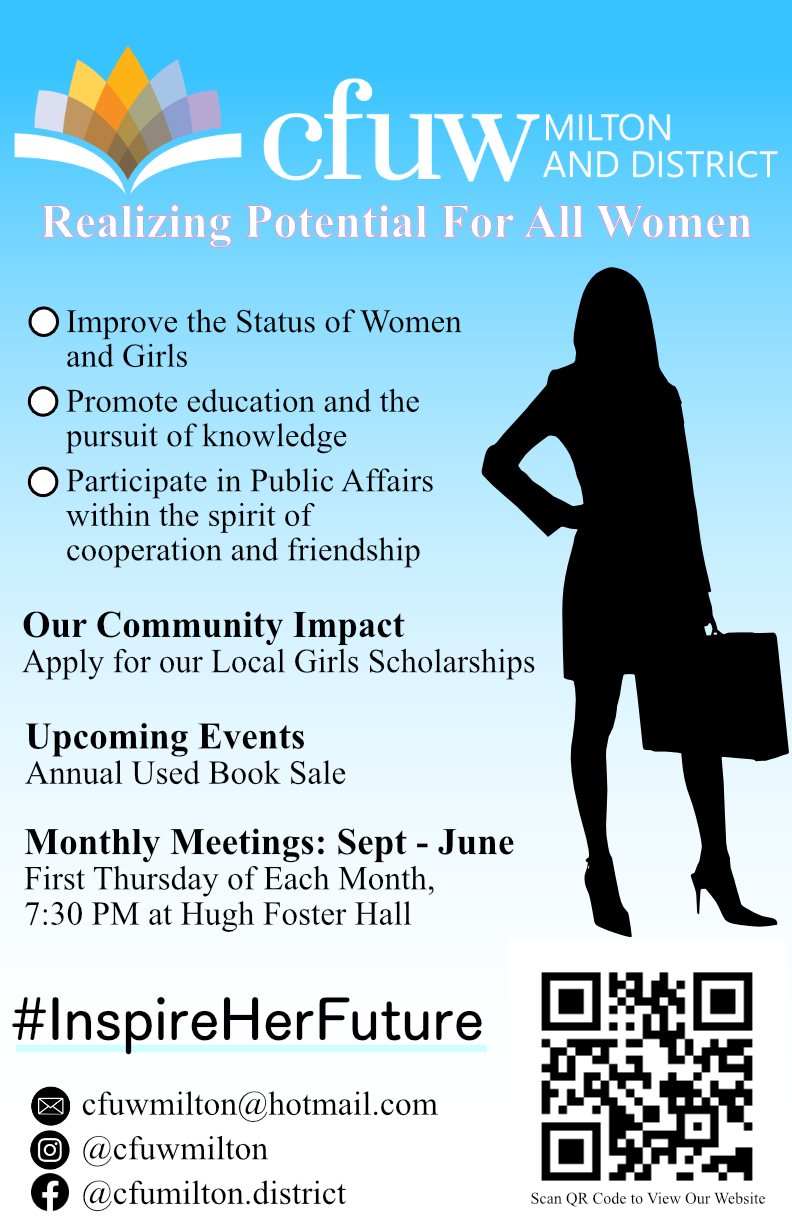 cfuw MILTON
AND DISTRICT
Realizing Potential For All Women
Improve the Status of Women
and Girls
Promote education and the
pursuit of knowledge
Participate in Public Affairs
within the spirit of
cooperation and friendship
Our Community Impact
Apply for our Local Girls Scholarships
Upcoming Events
Annual Used Book Sale
Monthly Meetings: Sept - June
First Thursday of Each Month,
7:30 PM at Hugh Foster Hall
#InspireHerFuture
cfuwmilton@hotmail.com
@cfuwmilton
@cfumilton.district
Scan QR Code to View Our Website